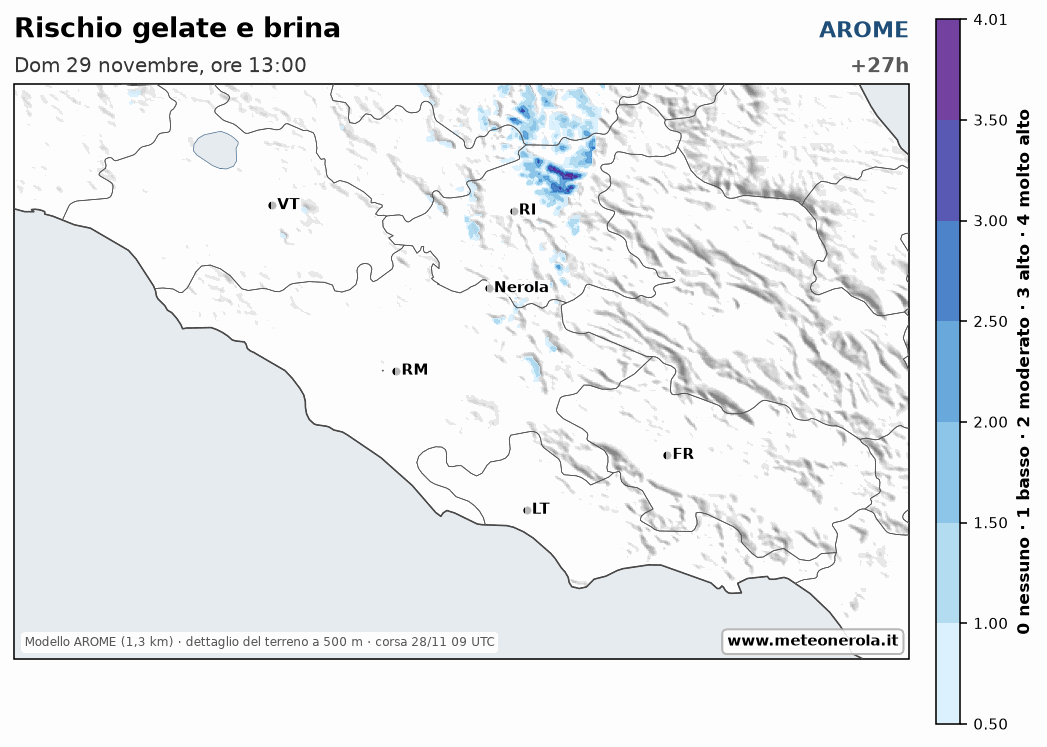 Rischio gelate e brina
AROME
Dom 29 novembre, ore 13:00
+27h
VT
RI
Nerola
RM
FR
LT
Modello AROME (1,3 km) · dettaglio del terreno a 500 m · corsa 28/11 09 UTC
www.meteonerola.it
4.01
3.50
3.00
2.50
2.00
1.50
1.00
0.50
0 nessuno · 1 basso · 2 moderato · 3 alto · 4 molto alto